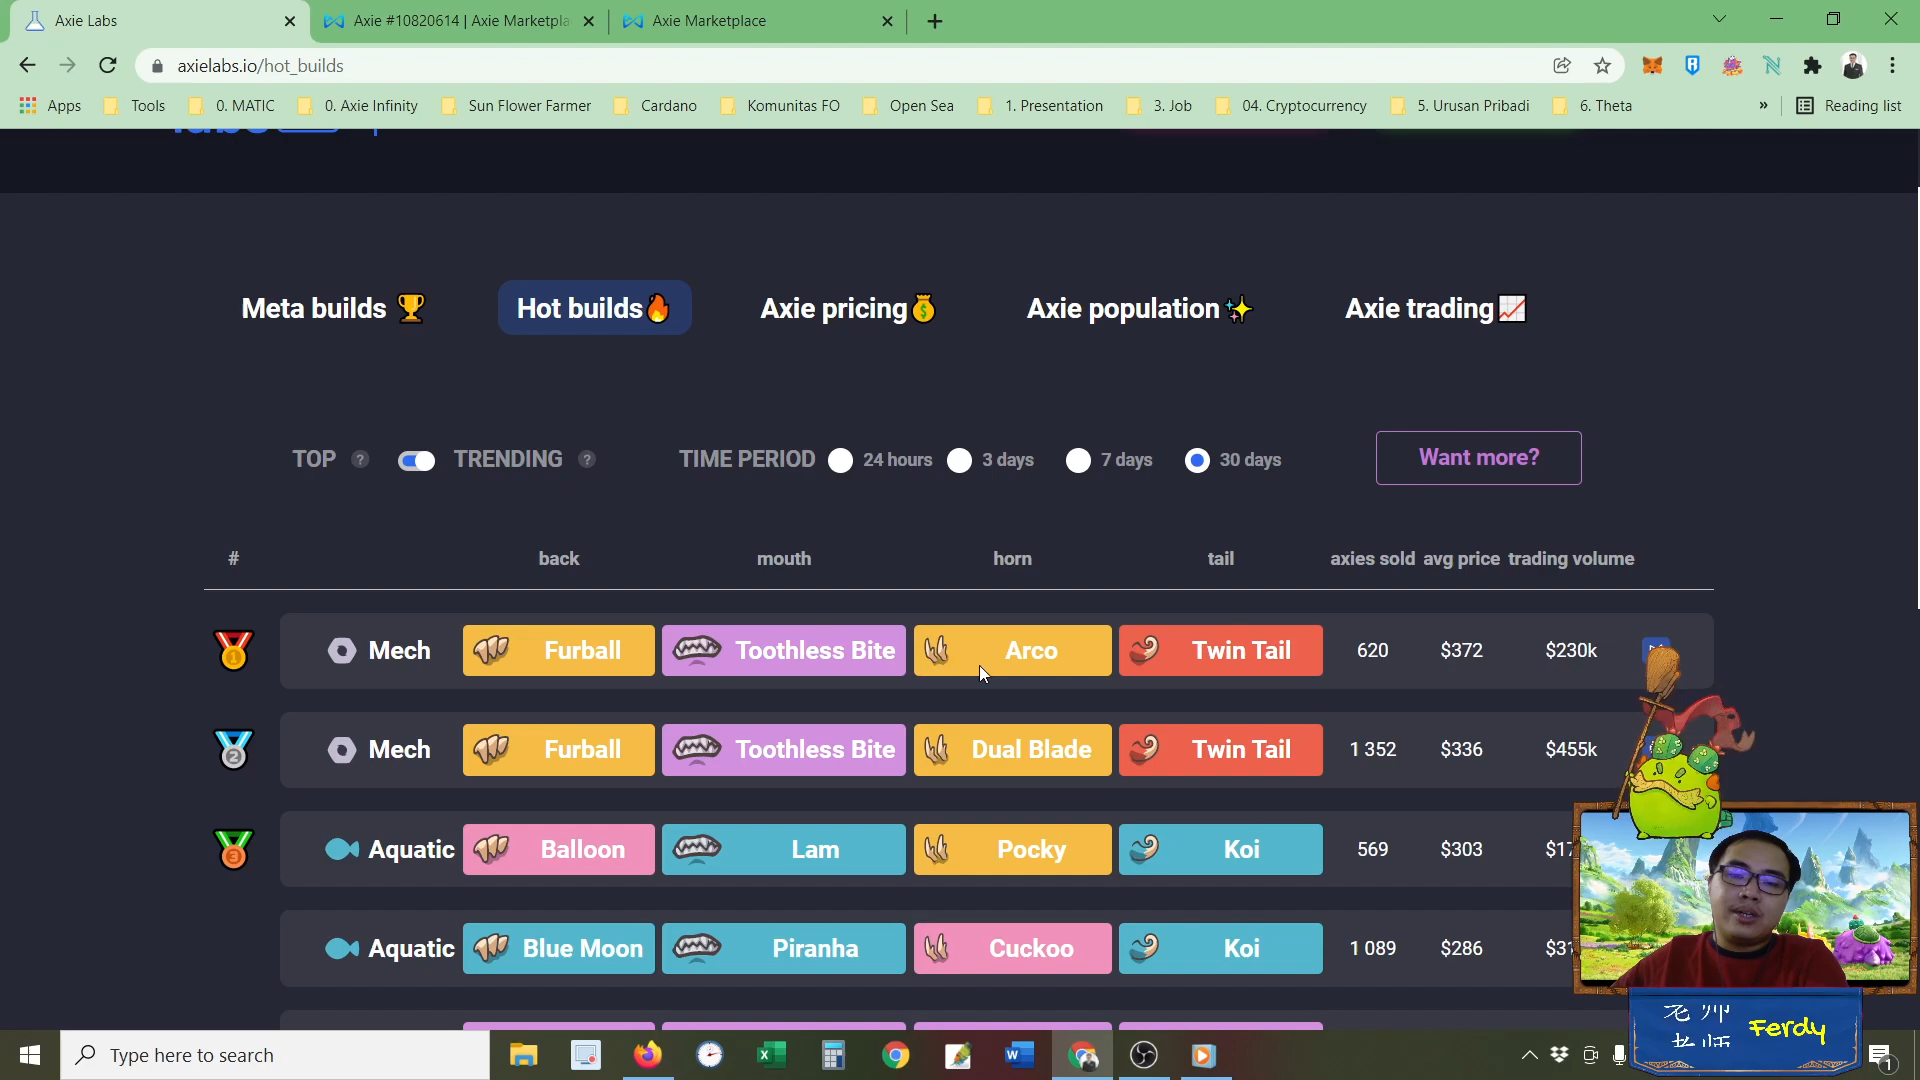 Axie Labs
Axie #10820614 | Axie Marketpla
Axie Marketplace
axielabs.io/hot_builds
Apps
Tools
0. MATIC
0. Axie Infinity
Sun Flower Farmer
Cardano
Komunitas FO
Open Sea
1. Presentation
3. Job
04. Cryptocurrency
5. Urusan Pribadi
6. Theta
»
Reading list
Meta builds
Hot builds
Axie pricing
Axie population
Axie trading
TOP ? TRENDING ?
TIME PERIOD 24 hours 3 days 7 days 30 days
Want more?
# back mouth horn tail axies sold avg price trading volume
1 Mech Furball Toothless Bite Arco Twin Tail 620 $372 $230k
2 Mech Furball Toothless Bite Dual Blade Twin Tail 1 352 $336 $455k
3 Aquatic Balloon Lam Pocky Koi 569 $303
Aquatic Blue Moon Piranha Cuckoo Koi 1 089 $286
老师
Ferdy
Type here to search
1